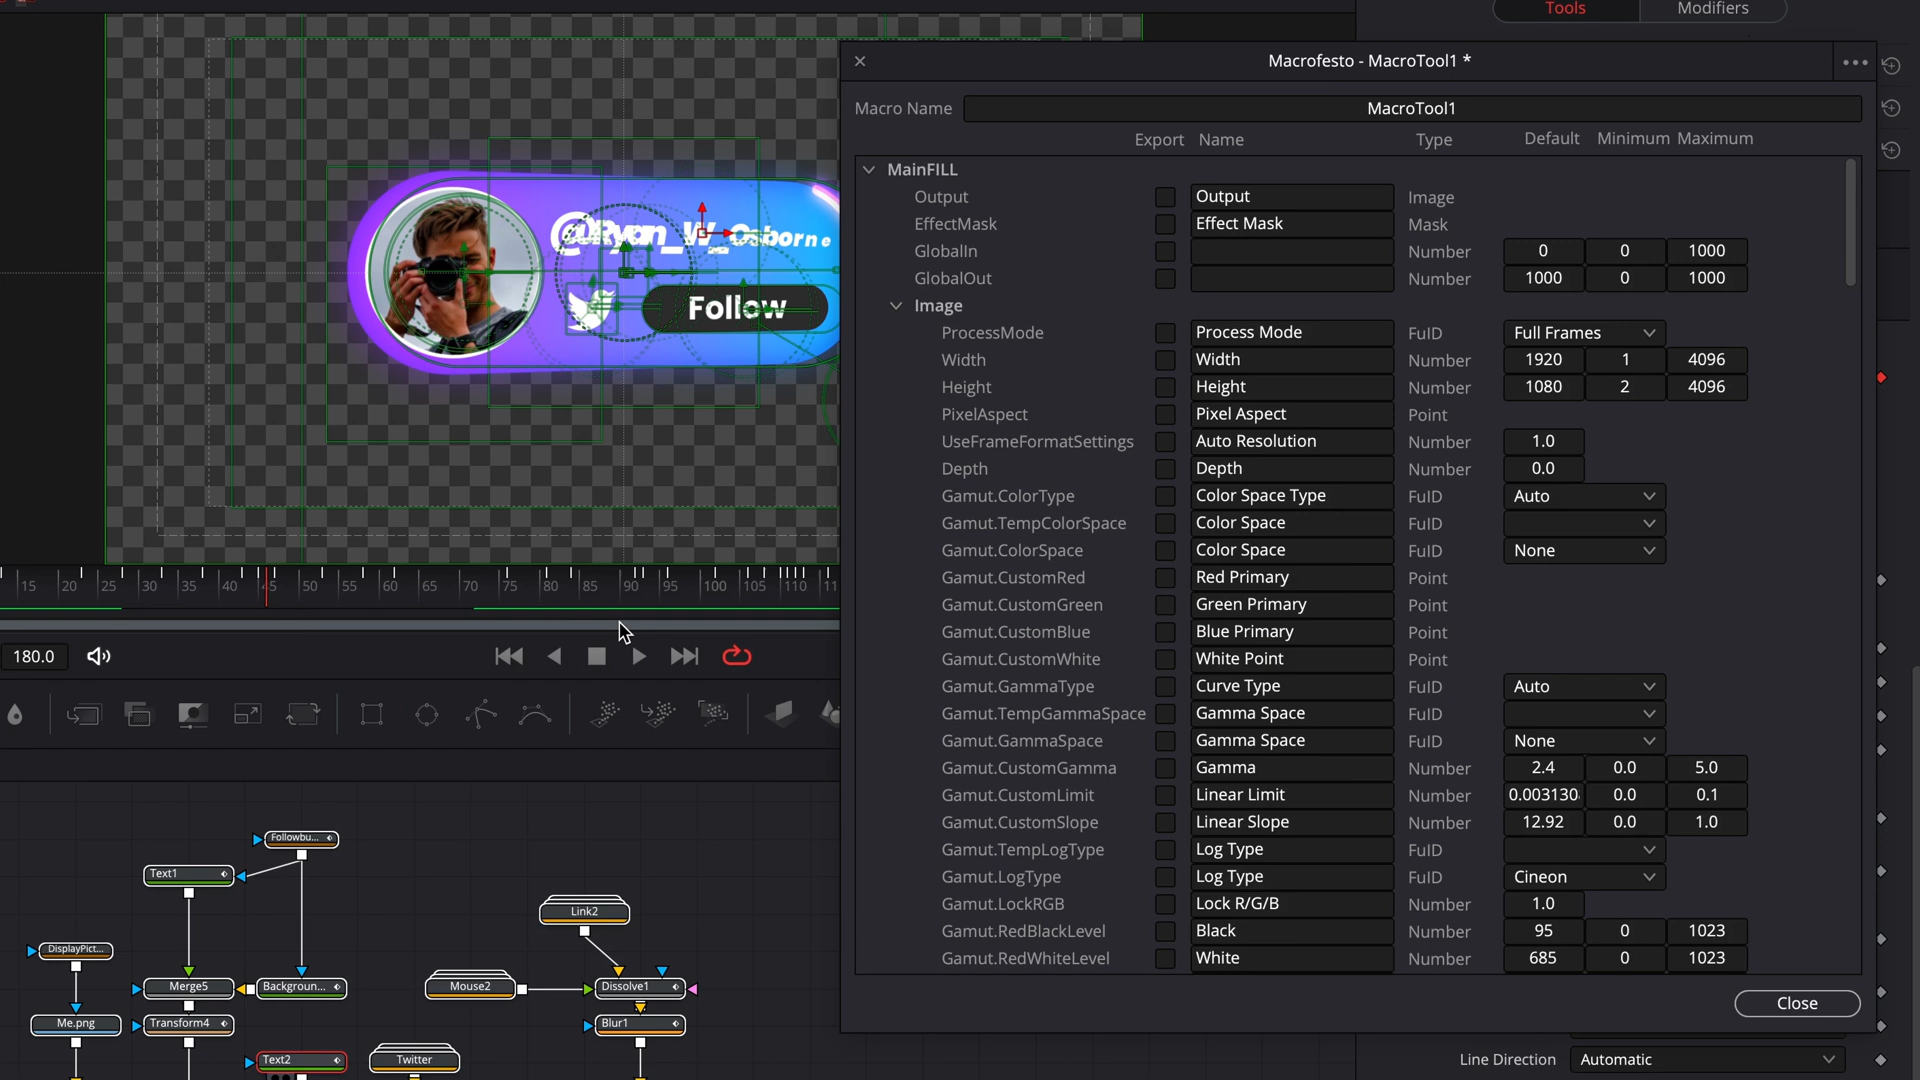 Tools Modifiers
Macrofesto - MacroTool1 *
Macro Name MacroTool1
Export Name Type Default Minimum Maximum
MainFILL
Output Output Image
EffectMask Effect Mask Mask
GlobalIn Number 0 0 1000
GlobalOut Number 1000 0 1000
Image
ProcessMode Process Mode FuID Full Frames
Width Width Number 1920 1 4096
Height Height Number 1080 2 4096
PixelAspect Pixel Aspect Point
UseFrameFormatSettings Auto Resolution Number 1.0
Depth Depth Number 0.0
Gamut.ColorType Color Space Type FuID Auto
Gamut.TempColorSpace Color Space FuID
Gamut.ColorSpace Color Space FuID None
Gamut.CustomRed Red Primary Point
Gamut.CustomGreen Green Primary Point
Gamut.CustomBlue Blue Primary Point
Gamut.CustomWhite White Point Point
Gamut.GammaType Curve Type FuID Auto
Gamut.TempGammaSpace Gamma Space FuID
Gamut.GammaSpace Gamma Space FuID None
Gamut.CustomGamma Gamma Number 2.4 0.0 5.0
Gamut.CustomLimit Linear Limit Number 0.003130 0.0 0.1
Gamut.CustomSlope Linear Slope Number 12.92 0.0 1.0
Gamut.TempLogType Log Type FuID
Gamut.LogType Log Type FuID Cineon
Gamut.LockRGB Lock R/G/B Number 1.0
Gamut.RedBlackLevel Black Number 95 0 1023
Gamut.RedWhiteLevel White Number 685 0 1023
Close
Line Direction Automatic
@Ryan_W_Osborne
Follow
15 20 25 30 35 40 45 50 55 60 65 70 75 80 85 90 95 100 105 110 11
180.0
Followbu...
Text1
Link2
DisplayPict...
Merge5 Backgroun... Mouse2 Dissolve1
Me.png Transform4 Blur1
Text2 Twitter